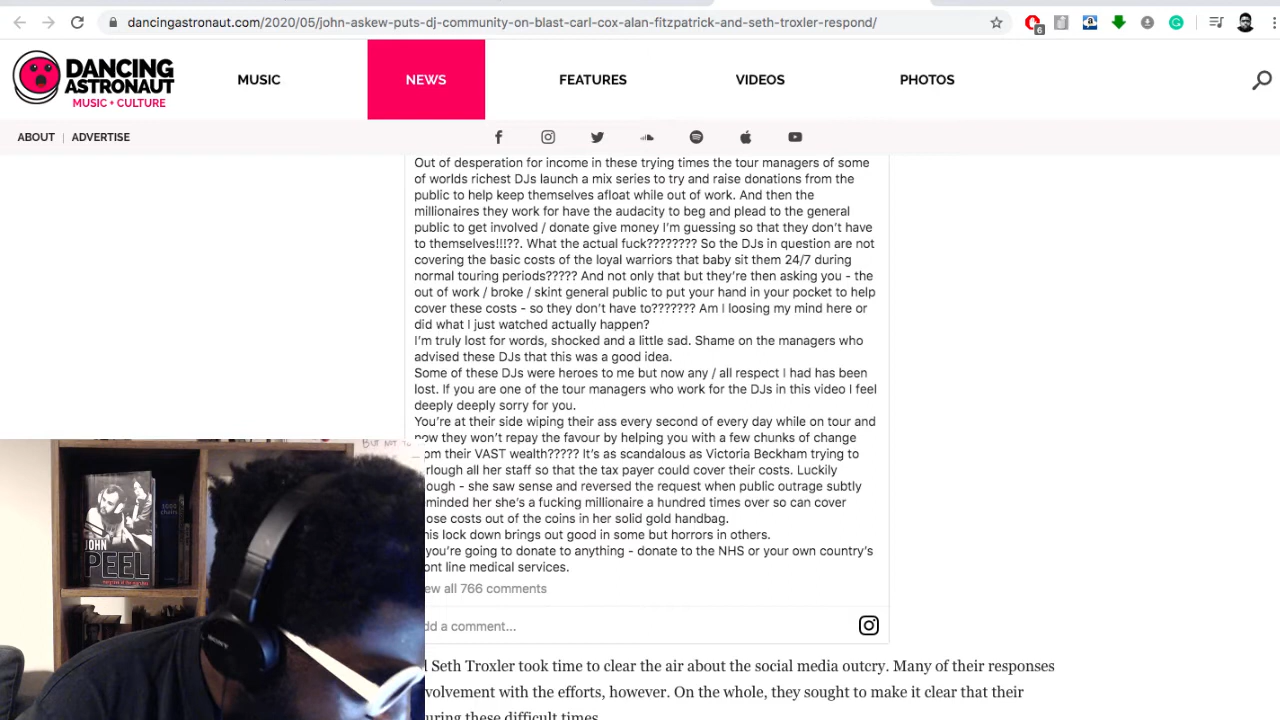 dancingastronaut.com/2020/05/john-askew-puts-dj-community-on-blast-carl-cox-alan-fitzpatrick-and-seth-troxler-respond/
6
DANCING
ASTRONAUT
MUSIC + CULTURE
MUSIC
NEWS
FEATURES
VIDEOS
PHOTOS
ABOUT | ADVERTISE
Out of desperation for income in these trying times the tour managers of some
of worlds richest DJs launch a mix series to try and raise donations from the
public to help keep themselves afloat while out of work. And then the
millionaires they work for have the audacity to beg and plead to the general
public to get involved / donate give money I'm guessing so that they don't have
to themselves!!!??. What the actual fuck???????? So the DJs in question are not
covering the basic costs of the loyal warriors that baby sit them 24/7 during
normal touring periods????? And not only that but they're then asking you - the
out of work / broke / skint general public to put your hand in your pocket to help
cover these costs - so they don't have to??????? Am I loosing my mind here or
did what I just watched actually happen?
I'm truly lost for words, shocked and a little sad. Shame on the managers who
advised these DJs that this was a good idea.
Some of these DJs were heroes to me but now any / all respect I had has been
lost. If you are one of the tour managers who work for the DJs in this video I feel
deeply deeply sorry for you.
You're at their side wiping their ass every second of every day while on tour and
now they won't repay the favour by helping you with a few chunks of change
om their VAST wealth????? It's as scandalous as Victoria Beckham trying to
rlough all her staff so that the tax payer could cover their costs. Luckily
ough - she saw sense and reversed the request when public outrage subtly
minded her she's a fucking millionaire a hundred times over so can cover
ose costs out of the coins in her solid gold handbag.
his lock down brings out good in some but horrors in others.
you're going to donate to anything - donate to the NHS or your own country's
ont line medical services.
ew all 766 comments
dd a comment...
Seth Troxler took time to clear the air about the social media outcry. Many of their responses
volvement with the efforts, however. On the whole, they sought to make it clear that their
uring these difficult times.
BUT NOT
JOHN
PEEL
1000
chairs
SONY